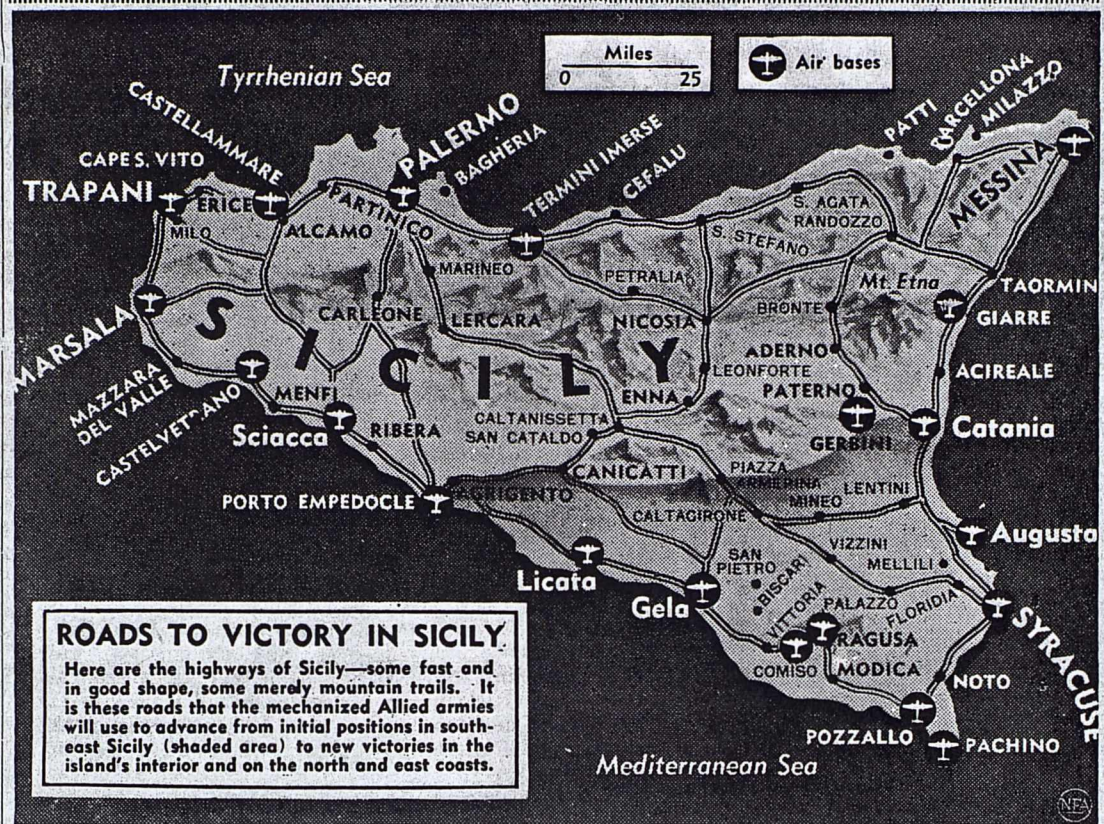 Miles
0 25
Air bases
Tyrrhenian Sea
CASTELLAMMARE
CAPE S. VITO
TRAPANI
ERICE
MILO
ALCAMO
PARTINICO
PALERMO
BAGHERIA
TERMINI IMERSE
CEFALU
PATTI
BARCELLONA
MILAZZO
MESSINA
S. AGATA
RANDOZZO
S. STEFANO
MARINEO
PETRALIA
Mt. Etna
TAORMIN
BRONTE
GIARRE
MARSALA
SICILY
CARLEONE
LERCARA
NICOSIA
ADERNO
LEONFORTE
ACIREALE
PATERNO
MAZZARA
DEL VALLE
CASTELVETRANO
MENFI
Sciacca
RIBERA
ENNA
CALTANISSETTA
SAN CATALDO
GERBINI
Catania
CANICATTI
PIAZZA
ARMERINA
MINEO
LENTINI
PORTO EMPEDOCLE
AGRIGENTO
CALTAGIRONE
Augusta
Licata
Gela
SAN
PIETRO
BISCARI
VITTORIA
VIZZINI
MELLILI
PALAZZO
FLORIDIA
SYRACUSE
RAGUSA
COMISO
MODICA
NOTO
POZZALLO
PACHINO
Mediterranean Sea
ROADS TO VICTORY IN SICILY
Here are the highways of Sicily—some fast and
in good shape, some merely mountain trails. It
is these roads that the mechanized Allied armies
will use to advance from initial positions in south-
east Sicily (shaded area) to new victories in the
island's interior and on the north and east coasts.
NEA